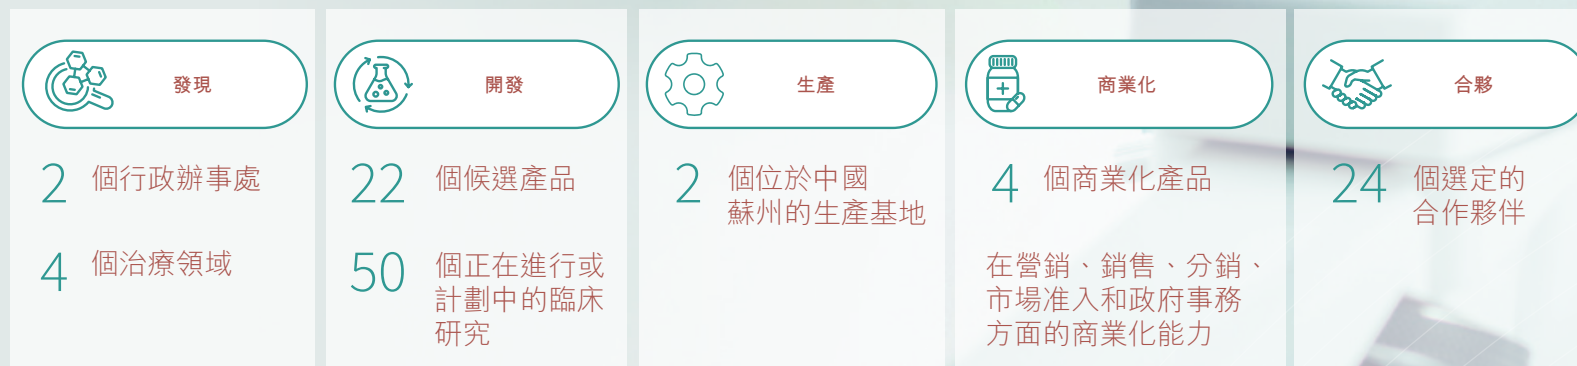 發現
2 個行政辦事處
4 個治療領域
開發
22 個候選產品
50 個正在進行或
計劃中的臨床
研究
生產
2 個位於中國
蘇州的生產基地
商業化
4 個商業化產品
在營銷、銷售、分銷、
市場准入和政府事務
方面的商業化能力
合夥
24 個選定的
合作夥伴